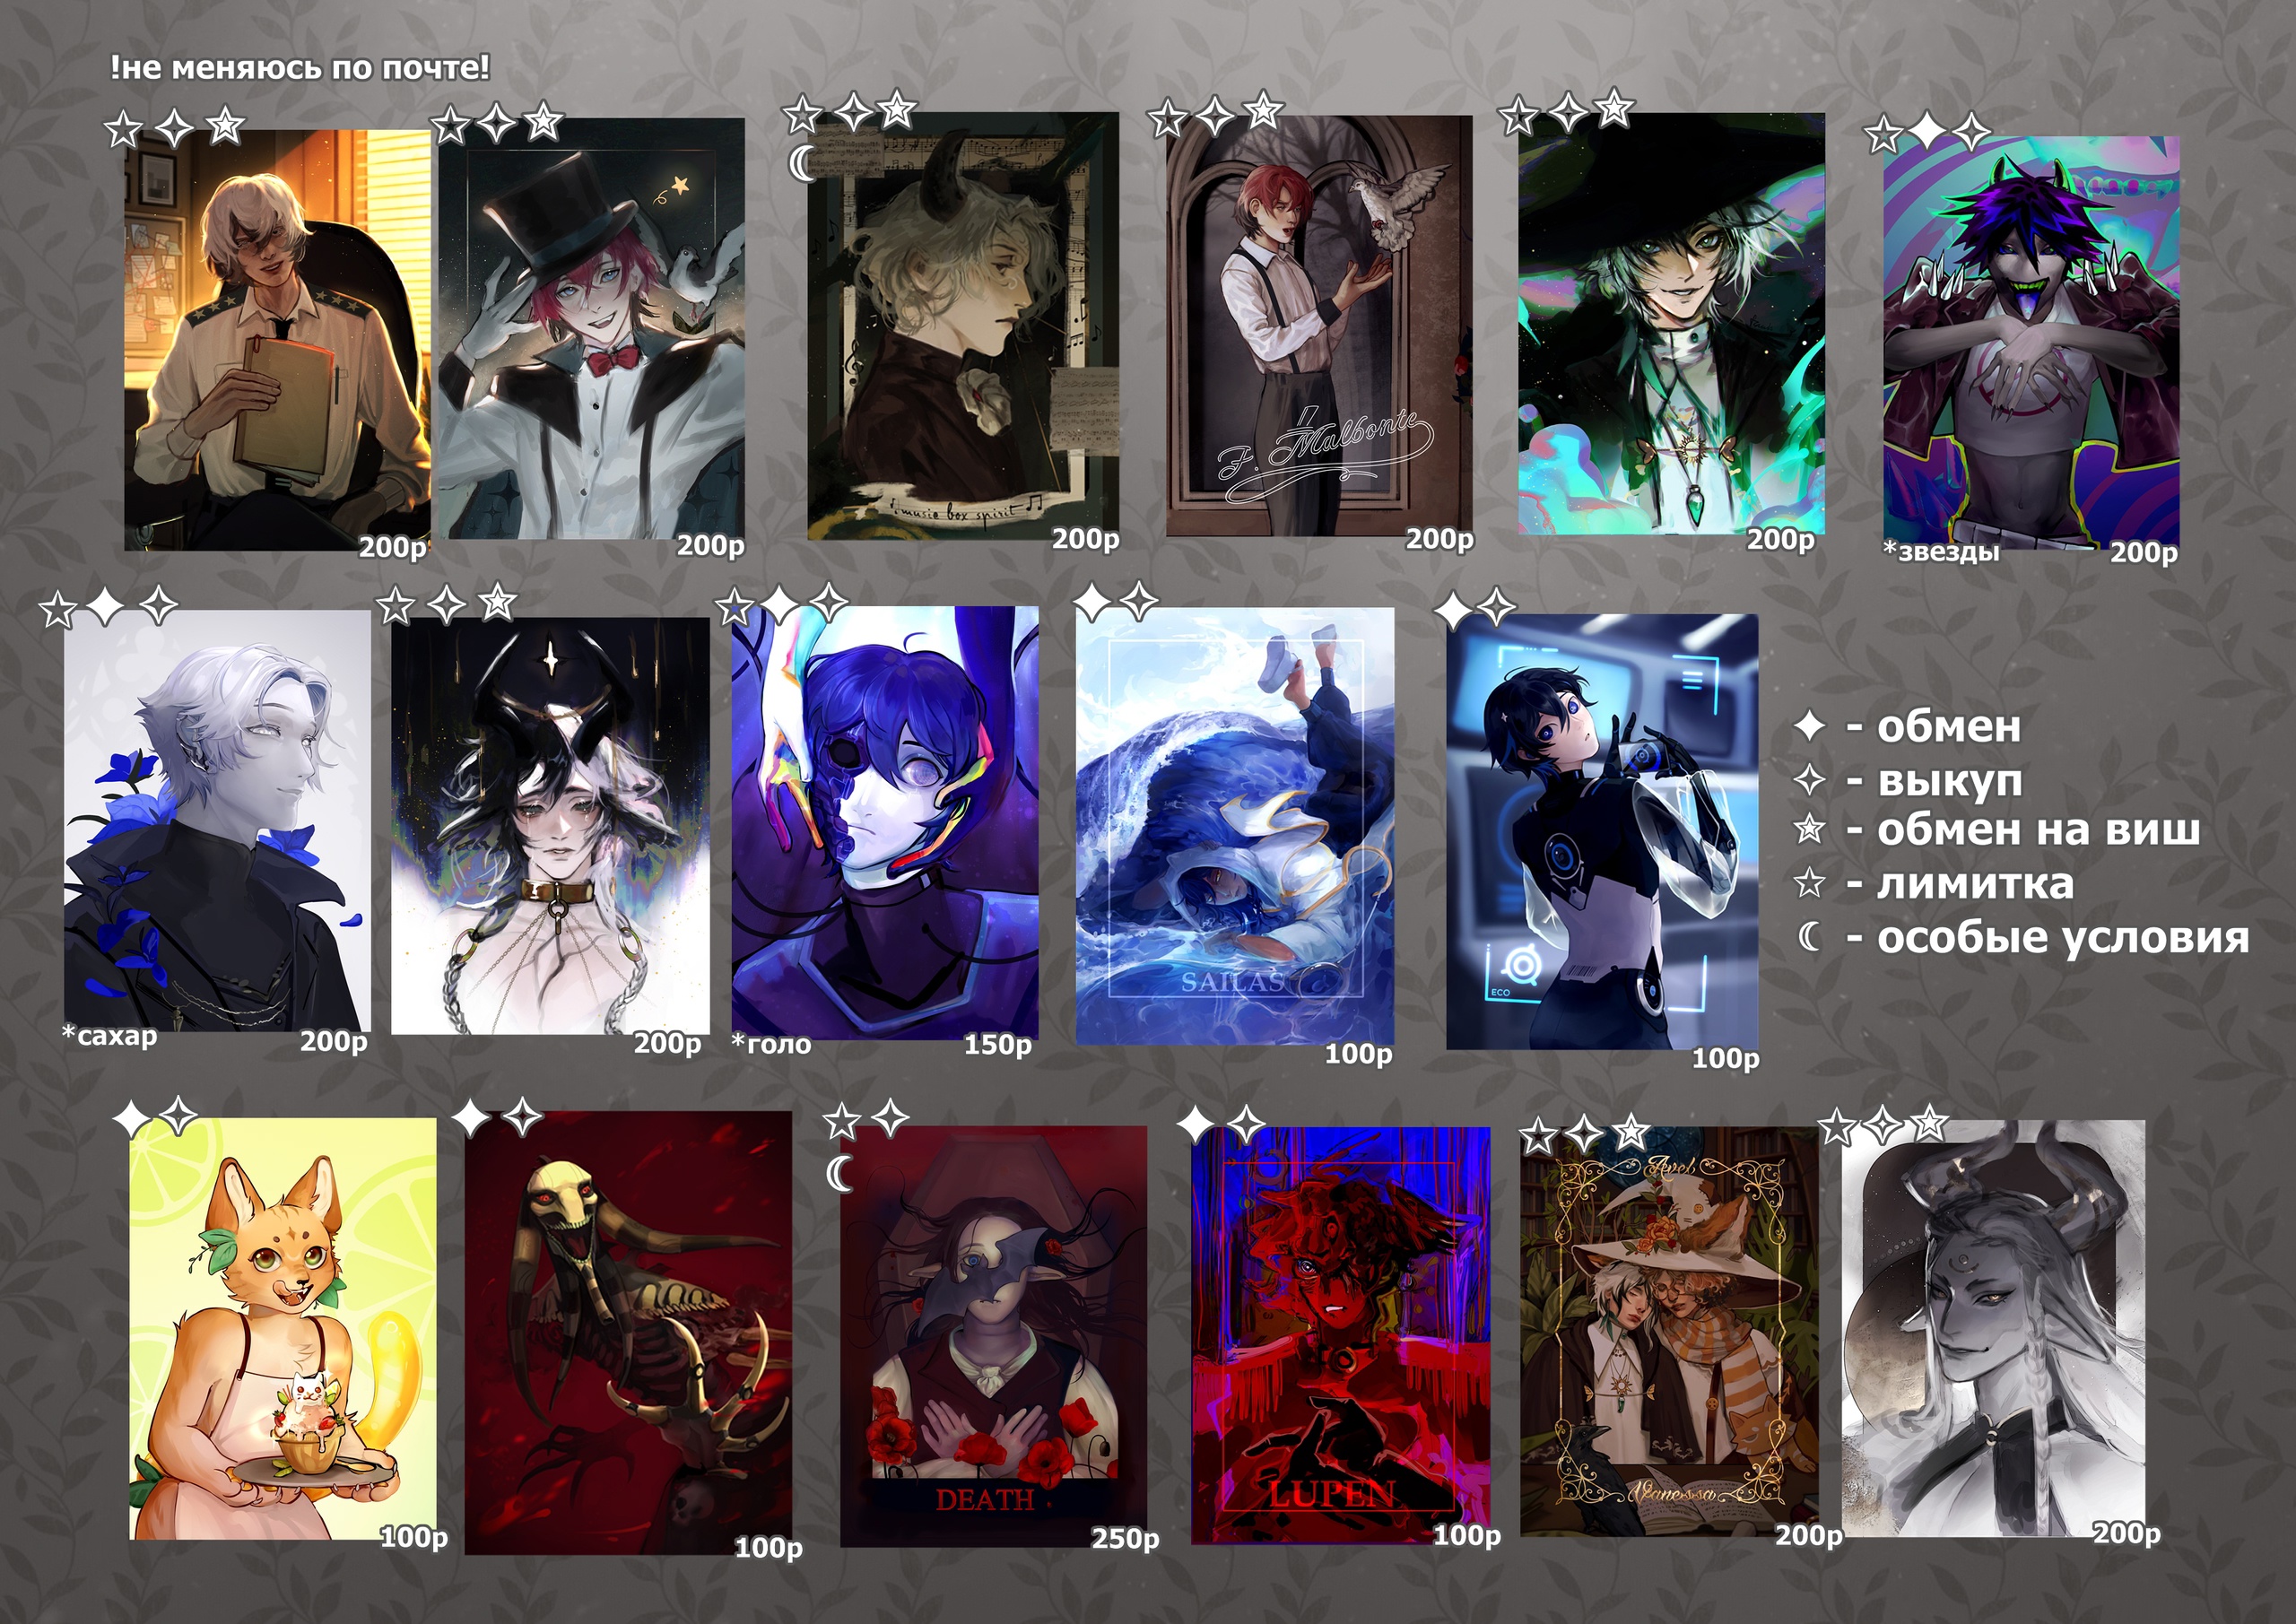 !не меняюсь по почте!
F. Malbonte
music box spirit
200р
200р
200р
200р
200р
*звезды
200р
SAILAS
ECO
- обмен
- выкуп
- обмен на виш
- лимитка
- особые условия
*сахар
200р
200р
*голо
150р
100р
100р
Avel
DEATH
LUPEN
Vanessa
100р
100р
250р
100р
200р
200р